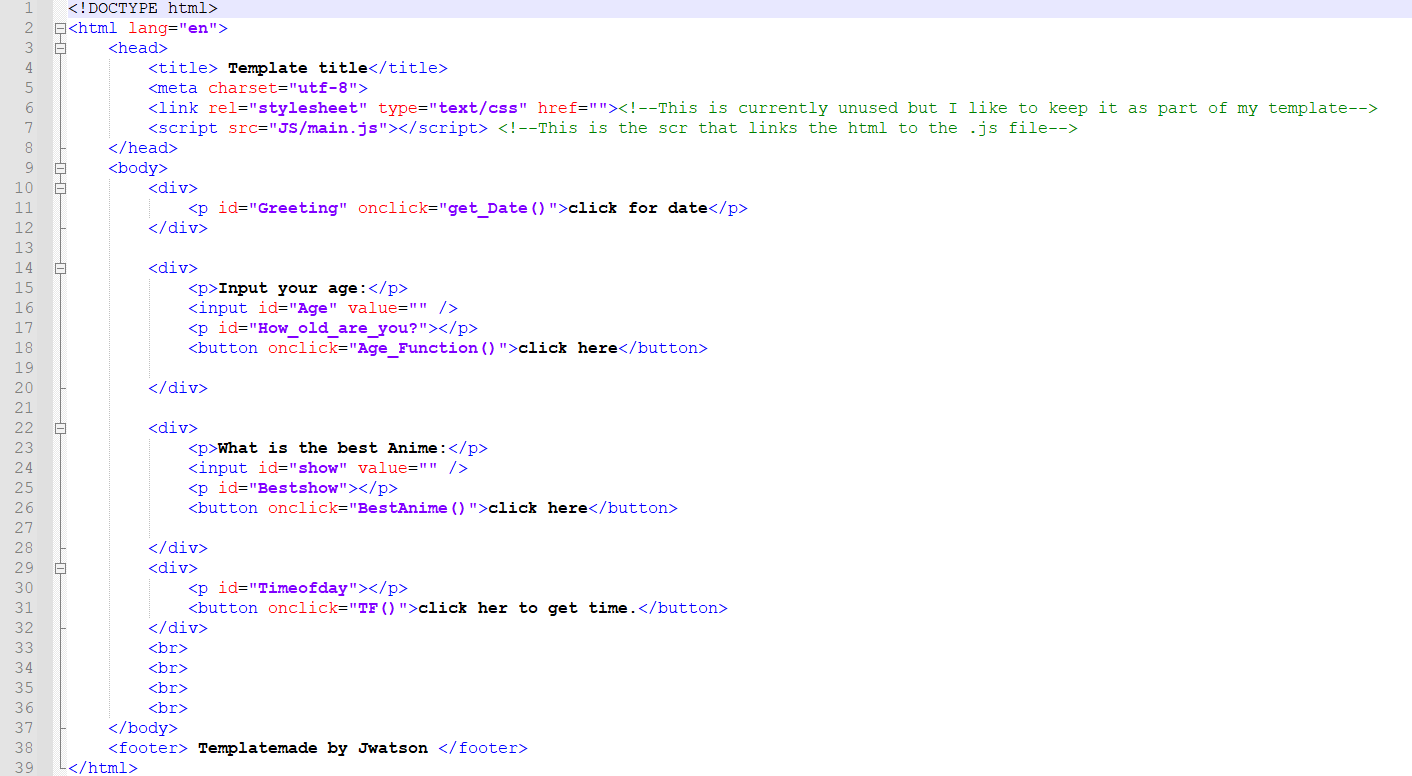 1 <!DOCTYPE html>
2 <html lang="en">
3 <head>
4 <title> Template title</title>
5 <meta charset="utf-8">
6 <link rel="stylesheet" type="text/css" href=""><!--This is currently unused but I like to keep it as part of my template-->
7 <script src="JS/main.js"></script> <!--This is the scr that links the html to the .js file-->
8 </head>
9 <body>
10 <div>
11 <p id="Greeting" onclick="get_Date()">click for date</p>
12 </div>
13
14 <div>
15 <p>Input your age:</p>
16 <input id="Age" value="" />
17 <p id="How_old_are_you?"></p>
18 <button onclick="Age_Function()">click here</button>
19
20 </div>
21
22 <div>
23 <p>What is the best Anime:</p>
24 <input id="show" value="" />
25 <p id="Bestshow"></p>
26 <button onclick="BestAnime()">click here</button>
27
28 </div>
29 <div>
30 <p id="Timeofday"></p>
31 <button onclick="TF()">click her to get time.</button>
32 </div>
33 <br>
34 <br>
35 <br>
36 <br>
37 </body>
38 <footer> Templatemade by Jwatson </footer>
39 </html>